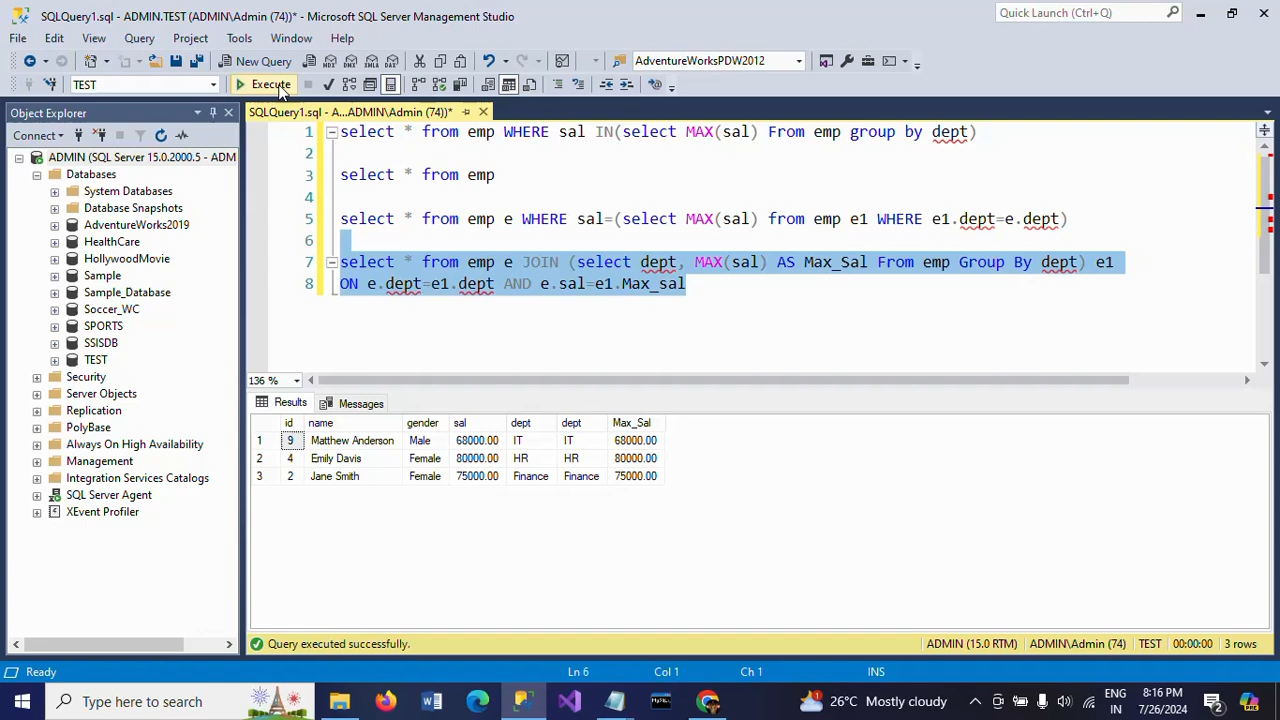 SQLQuery1.sql - ADMIN.TEST (ADMIN\Admin (74))* - Microsoft SQL Server Management Studio
Quick Launch (Ctrl+Q)
File Edit View Query Project Tools Window Help
New Query AdventureWorksPDW2012
TEST Execute
Object Explorer
SQLQuery1.sql - A...ADMIN\Admin (74))*
Connect
ADMIN (SQL Server 15.0.2000.5 - ADM
Databases
System Databases
Database Snapshots
AdventureWorks2019
HealthCare
HollywoodMovie
Sample
Sample_Database
Soccer_WC
SPORTS
SSISDB
TEST
Security
Server Objects
Replication
PolyBase
Always On High Availability
Management
Integration Services Catalogs
SQL Server Agent
XEvent Profiler
1 select * from emp WHERE sal IN(select MAX(sal) From emp group by dept)
2
3 select * from emp
4
5 select * from emp e WHERE sal=(select MAX(sal) from emp e1 WHERE e1.dept=e.dept)
6
7 select * from emp e JOIN (select dept, MAX(sal) AS Max_Sal From emp Group By dept) e1
8 ON e.dept=e1.dept AND e.sal=e1.Max_sal
136 %
Results Messages
id name gender sal dept dept Max_Sal
1 9 Matthew Anderson Male 68000.00 IT IT 68000.00
2 4 Emily Davis Female 80000.00 HR HR 80000.00
3 2 Jane Smith Female 75000.00 Finance Finance 75000.00
Query executed successfully. ADMIN (15.0 RTM) ADMIN\Admin (74) TEST 00:00:00 3 rows
Ready Ln 6 Col 1 Ch 1 INS
Type here to search 26°C Mostly cloudy ENG IN 8:16 PM 7/26/2024 2